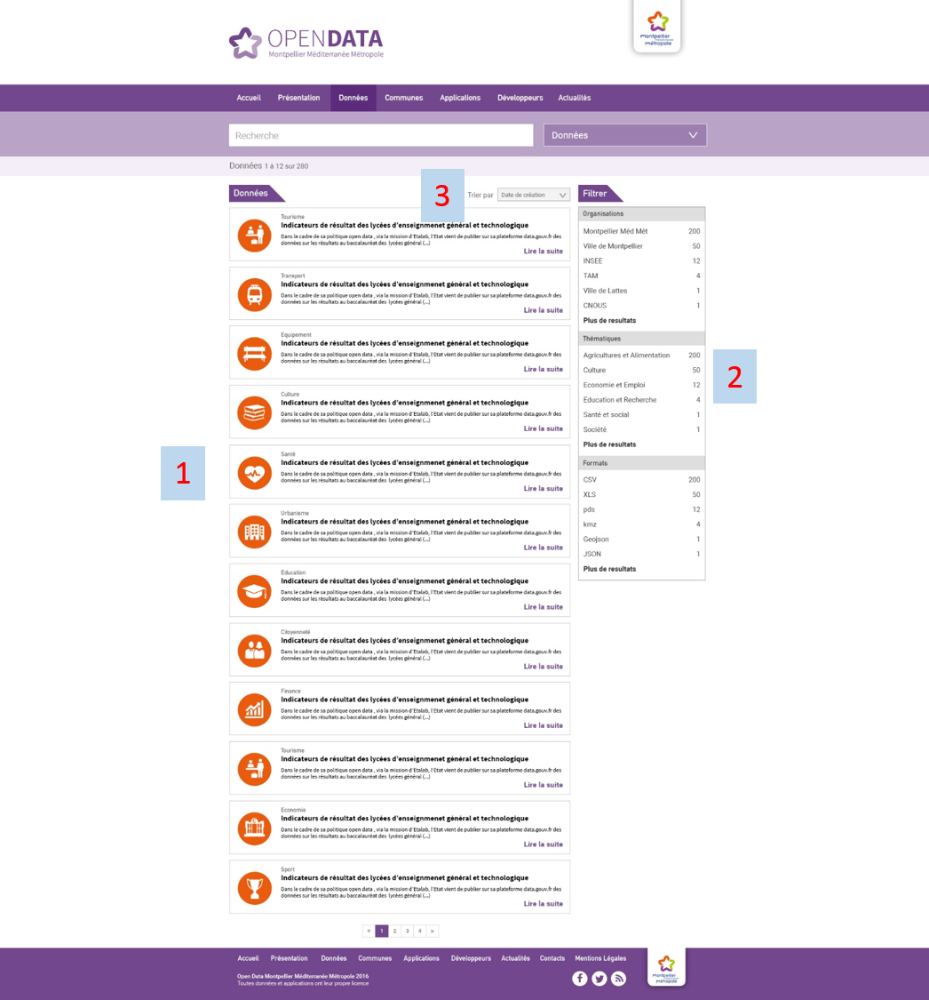 OPENDATA
Montpellier Méditerranée Métropole
Montpellier
Métropole
Accueil Présentation Données Communes Applications Développeurs Actualités
Recherche
Données
Données 1 à 12 sur 280
Données
3
Trier par Date de création
Tourisme
Indicateurs de résultat des lycées d'enseignmenet général et technologique
Dans le cadre de sa politique open data , via la mission d'Etalab, l'Etat vient de publier sur sa plateforme data.gouv.fr des
données sur les résultats au baccalauréat des lycées général (...)
Lire la suite
Transport
Indicateurs de résultat des lycées d'enseignmenet général et technologique
Dans le cadre de sa politique open data , via la mission d'Etalab, l'Etat vient de publier sur sa plateforme data.gouv.fr des
données sur les résultats au baccalauréat des lycées général (...)
Lire la suite
Equipement
Indicateurs de résultat des lycées d'enseignmenet général et technologique
Dans le cadre de sa politique open data , via la mission d'Etalab, l'Etat vient de publier sur sa plateforme data.gouv.fr des
données sur les résultats au baccalauréat des lycées général (...)
Lire la suite
Culture
Indicateurs de résultat des lycées d'enseignmenet général et technologique
Dans le cadre de sa politique open data , via la mission d'Etalab, l'Etat vient de publier sur sa plateforme data.gouv.fr des
données sur les résultats au baccalauréat des lycées général (...)
Lire la suite
1
Santé
Indicateurs de résultat des lycées d'enseignmenet général et technologique
Dans le cadre de sa politique open data , via la mission d'Etalab, l'Etat vient de publier sur sa plateforme data.gouv.fr des
données sur les résultats au baccalauréat des lycées général (...)
Lire la suite
Urbanisme
Indicateurs de résultat des lycées d'enseignmenet général et technologique
Dans le cadre de sa politique open data , via la mission d'Etalab, l'Etat vient de publier sur sa plateforme data.gouv.fr des
données sur les résultats au baccalauréat des lycées général (...)
Lire la suite
Education
Indicateurs de résultat des lycées d'enseignmenet général et technologique
Dans le cadre de sa politique open data , via la mission d'Etalab, l'Etat vient de publier sur sa plateforme data.gouv.fr des
données sur les résultats au baccalauréat des lycées général (...)
Lire la suite
Citoyenneté
Indicateurs de résultat des lycées d'enseignmenet général et technologique
Dans le cadre de sa politique open data , via la mission d'Etalab, l'Etat vient de publier sur sa plateforme data.gouv.fr des
données sur les résultats au baccalauréat des lycées général (...)
Lire la suite
Finance
Indicateurs de résultat des lycées d'enseignmenet général et technologique
Dans le cadre de sa politique open data , via la mission d'Etalab, l'Etat vient de publier sur sa plateforme data.gouv.fr des
données sur les résultats au baccalauréat des lycées général (...)
Lire la suite
Tourisme
Indicateurs de résultat des lycées d'enseignmenet général et technologique
Dans le cadre de sa politique open data , via la mission d'Etalab, l'Etat vient de publier sur sa plateforme data.gouv.fr des
données sur les résultats au baccalauréat des lycées général (...)
Lire la suite
Economie
Indicateurs de résultat des lycées d'enseignmenet général et technologique
Dans le cadre de sa politique open data , via la mission d'Etalab, l'Etat vient de publier sur sa plateforme data.gouv.fr des
données sur les résultats au baccalauréat des lycées général (...)
Lire la suite
Sport
Indicateurs de résultat des lycées d'enseignmenet général et technologique
Dans le cadre de sa politique open data , via la mission d'Etalab, l'Etat vient de publier sur sa plateforme data.gouv.fr des
données sur les résultats au baccalauréat des lycées général (...)
Lire la suite
« 1 2 3 4 »
Filtrer
Organisations
Montpellier Méd Mét 200
Ville de Montpellier 50
INSEE 12
TAM 4
Ville de Lattes 1
CNOUS 1
Plus de resultats
Thématiques
Agricultures et Alimentation 200
Culture 50
Economie et Emploi 12
Education et Recherche 4
Santé et social 1
Société 1
Plus de resultats
2
Formats
CSV 200
XLS 50
pds 12
kmz 4
Geojson 1
JSON 1
Plus de resultats
Accueil Présentation Données Communes Applications Développeurs Actualités Contacts Mentions Légales
Open Data Montpellier Méditerranée Métropole 2016
Toutes données et applications ont leur propre licence
Montpellier
Métropole